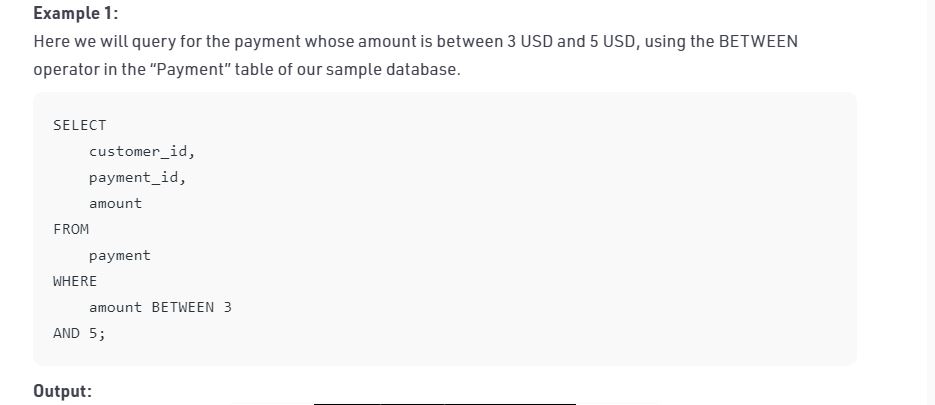 Example 1:
Here we will query for the payment whose amount is between 3 USD and 5 USD, using the BETWEEN
operator in the “Payment” table of our sample database.
SELECT
    customer_id,
    payment_id,
    amount
FROM
    payment
WHERE
    amount BETWEEN 3
AND 5;
Output: